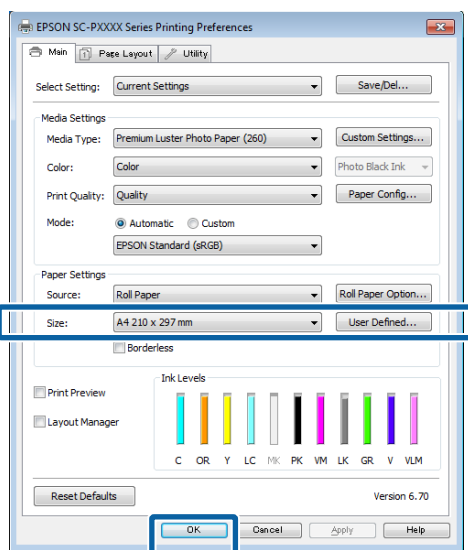 EPSON SC-PXXXX Series Printing Preferences
Main Page Layout Utility
Select Setting: Current Settings Save/Del...
Media Settings
Media Type: Premium Luster Photo Paper (260) Custom Settings...
Color: Color Photo Black Ink
Print Quality: Quality Paper Config...
Mode: Automatic Custom
EPSON Standard (sRGB)
Paper Settings
Source: Roll Paper Roll Paper Option...
Size: A4 210 x 297 mm User Defined...
Borderless
Ink Levels
Print Preview
Layout Manager
C OR Y LC MK PK VM LK GR V VLM
Reset Defaults Version 6.70
OK Cancel Apply Help